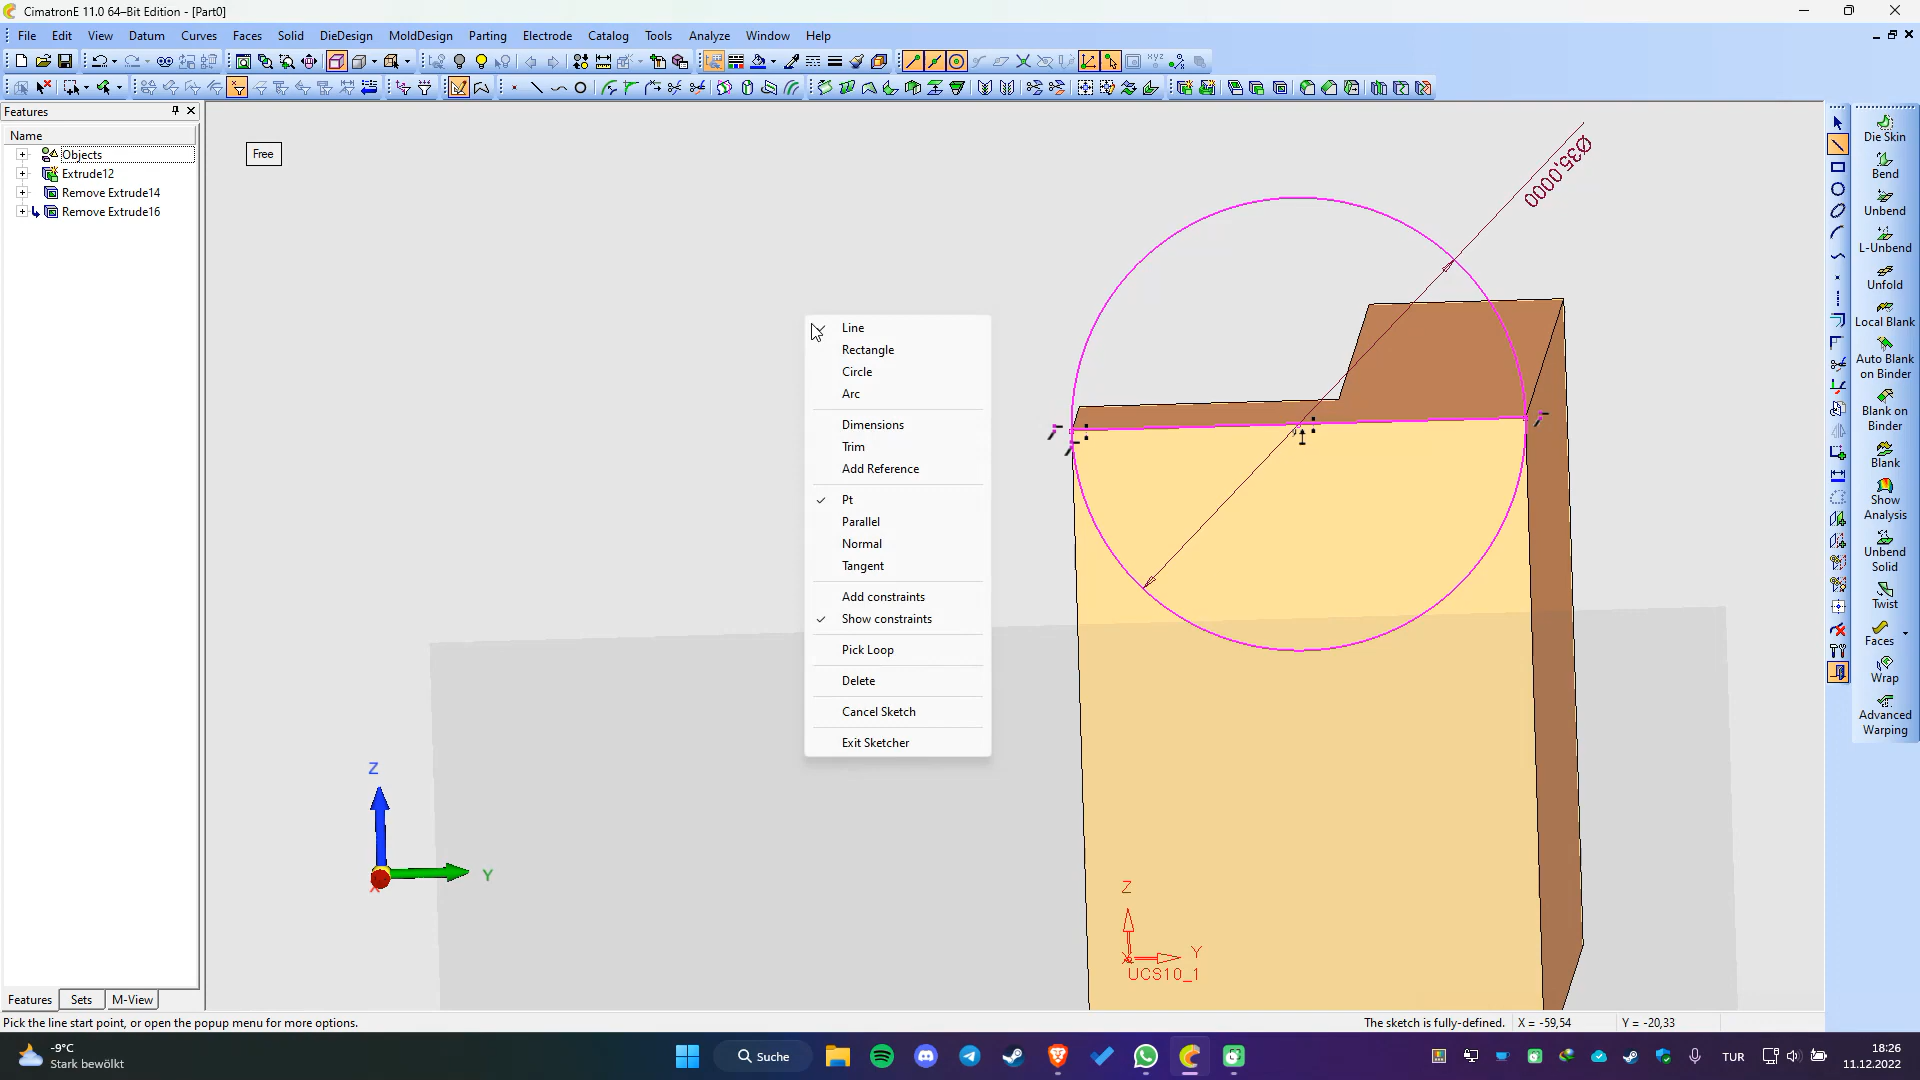 CimatronE 11.0 64–Bit Edition - [Part0]
File Edit View Datum Curves Faces Solid DieDesign MoldDesign Parting Electrode Catalog Tools Analyze Window Help
Features
Name
Objects
Extrude12
Remove Extrude14
Remove Extrude16
Free
Ø35,0000
Line
Rectangle
Circle
Arc
Dimensions
Trim
Add Reference
Pt
Parallel
Normal
Tangent
Add constraints
Show constraints
Pick Loop
Delete
Cancel Sketch
Exit Sketcher
Z
Y
X
Z
Y
X
UCS10_1
Die Skin
Bend
Unbend
L-Unbend
Unfold
Local Blank
Auto Blank
on Binder
Blank on
Binder
Blank
Show
Analysis
Unbend
Solid
Twist
Faces
Wrap
Advanced
Warping
Features Sets M-View
Pick the line start point, or open the popup menu for more options.
The sketch is fully-defined. X = -59,54 Y = -20,33
-9°C
Stark bewölkt
Suche
TUR
18:26
11.12.2022